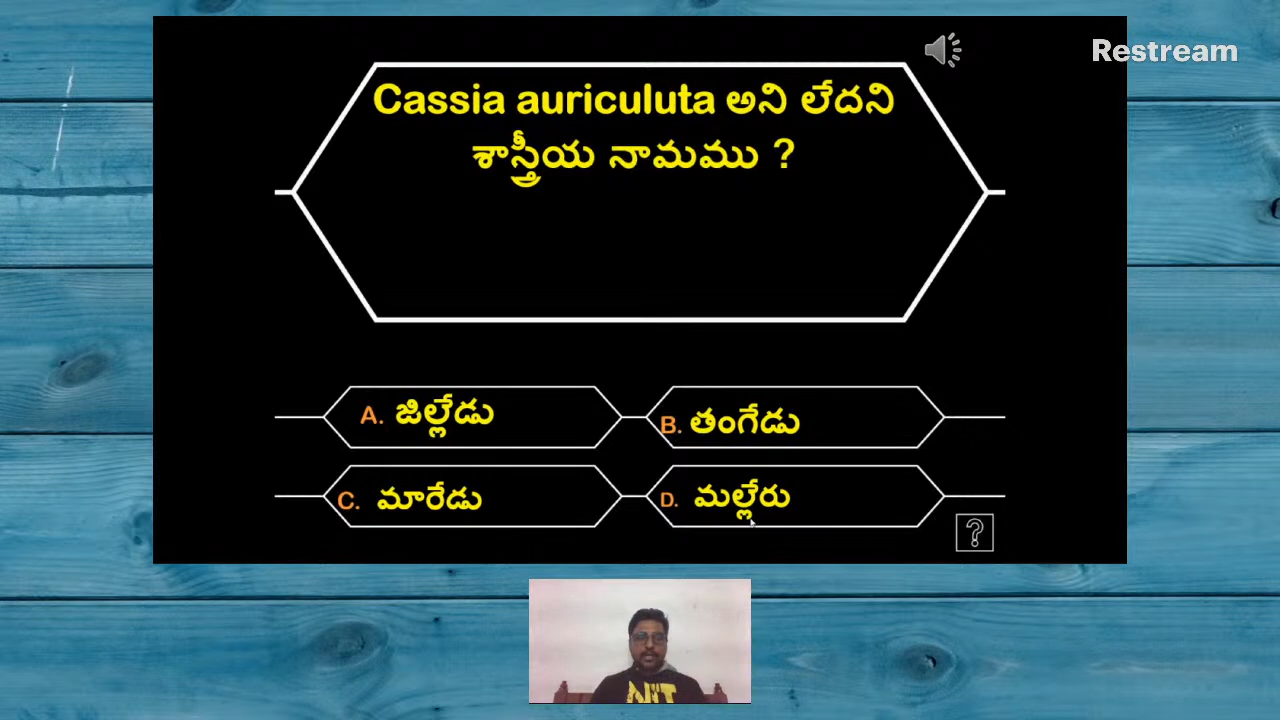 Restream
Cassia auriculuta అని లేదని
శాస్త్రీయ నామము ?
A. జిల్లేడు
B. తంగేడు
C. మారేడు
D. మల్లేరు
?